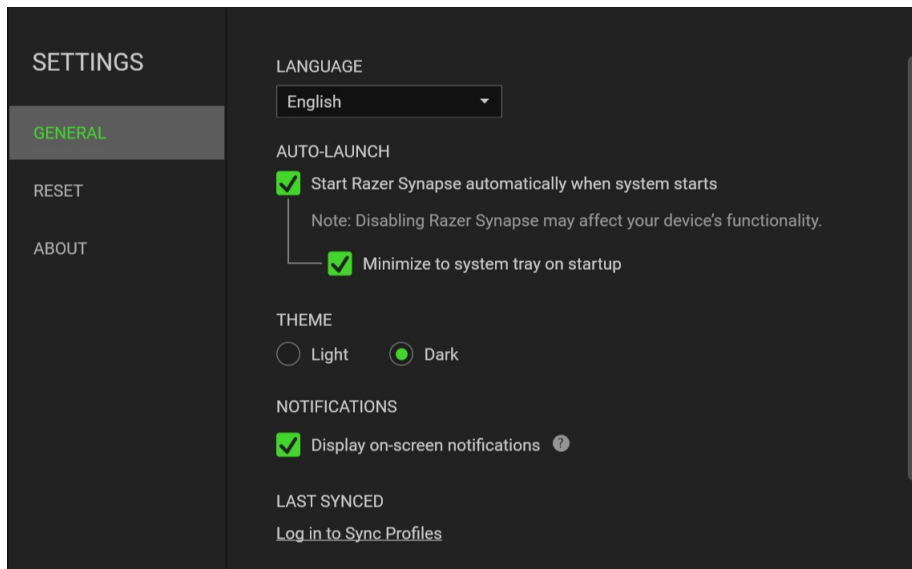 SETTINGS
GENERAL
RESET
ABOUT
LANGUAGE
English
AUTO-LAUNCH
Start Razer Synapse automatically when system starts
Note: Disabling Razer Synapse may affect your device’s functionality.
Minimize to system tray on startup
THEME
Light
Dark
NOTIFICATIONS
Display on-screen notifications ?
LAST SYNCED
Log in to Sync Profiles